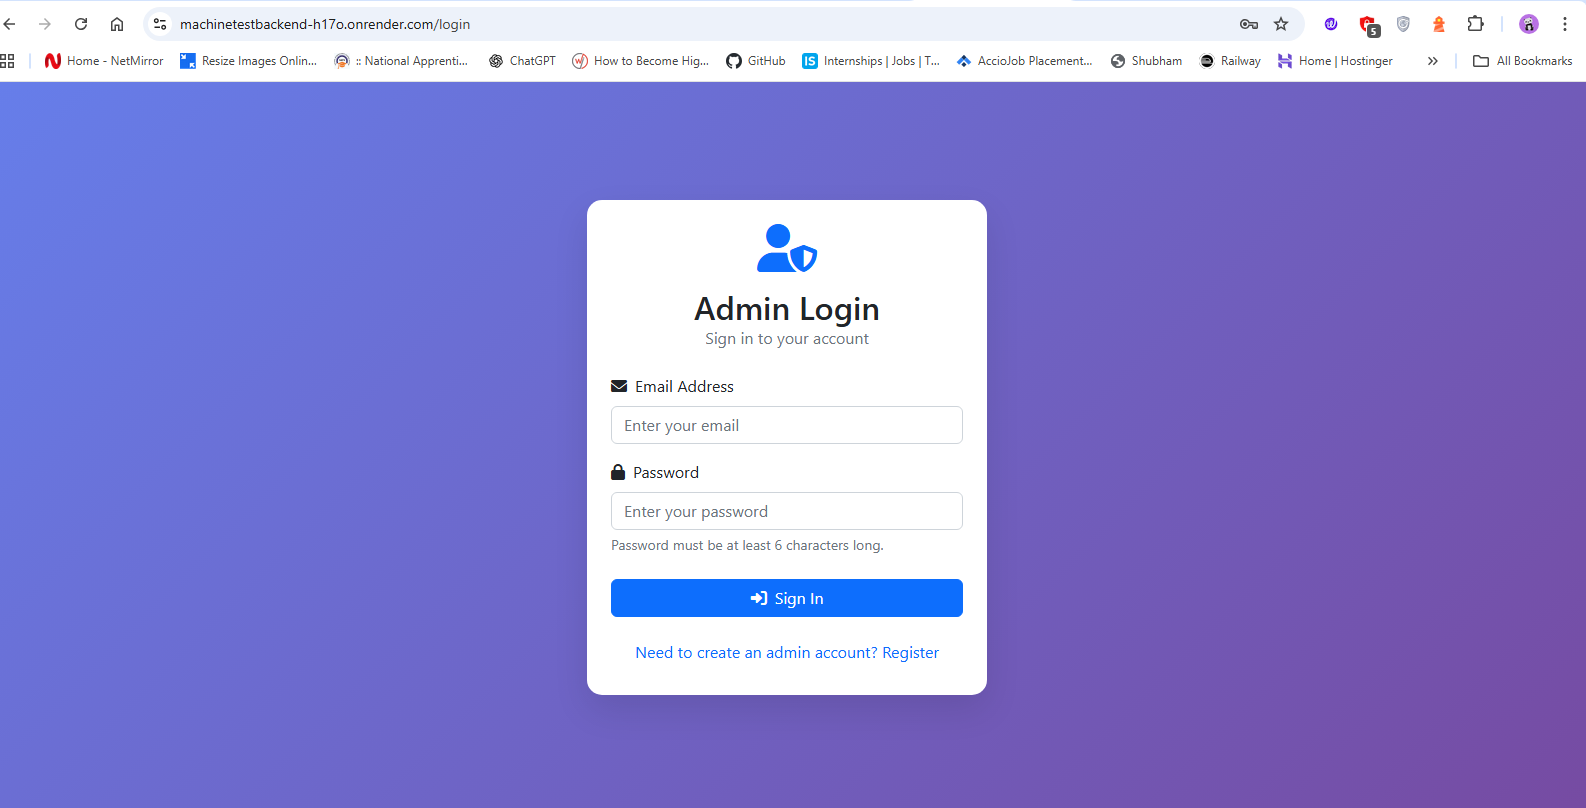 machinetestbackend-h17o.onrender.com/login
5
Home - NetMirror
Resize Images Onlin...
:: National Apprenti...
ChatGPT
How to Become Hig...
GitHub
IS
Internships | Jobs | T...
AccioJob Placement...
Shubham
Railway
Home | Hostinger
All Bookmarks
Admin Login
Sign in to your account
Email Address
Enter your email
Password
Enter your password
Password must be at least 6 characters long.
Sign In
Need to create an admin account? Register